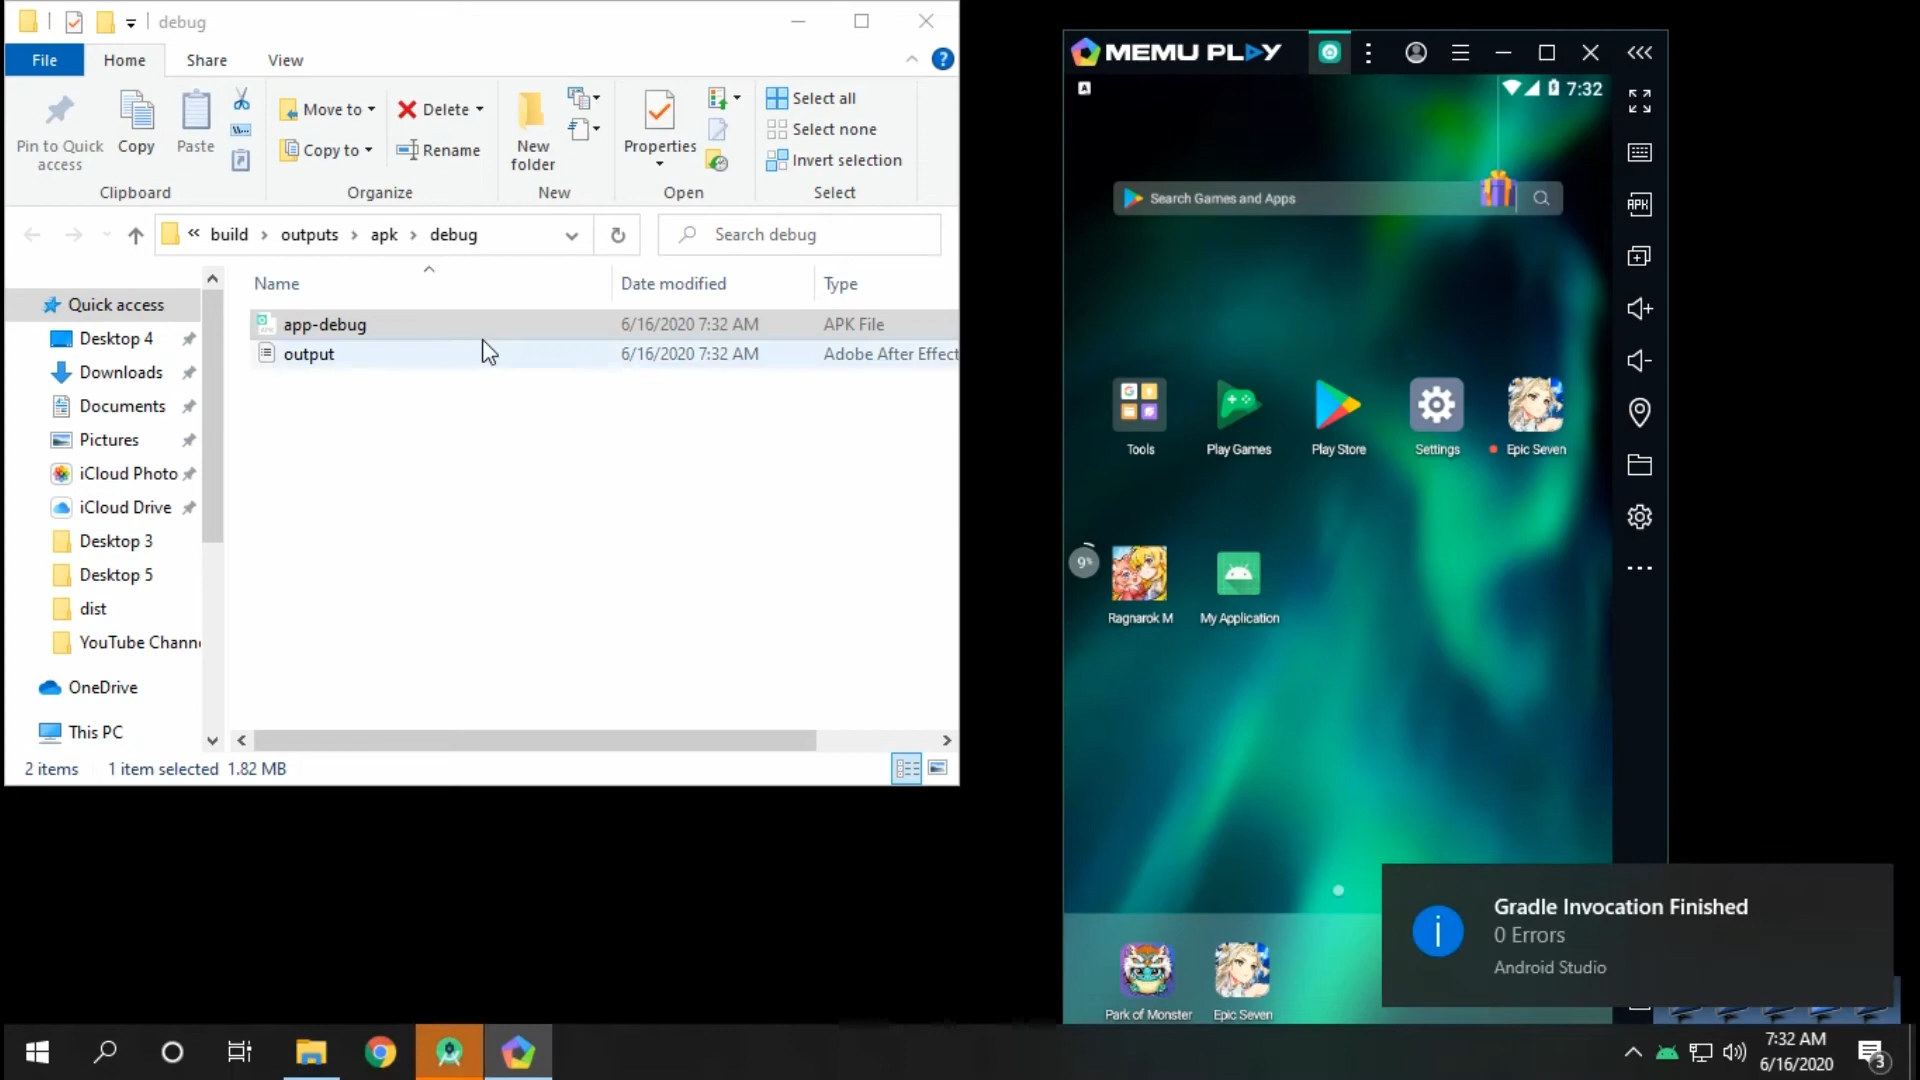 debug
File
Home
Share
View
Pin to Quick
access
Copy
Paste
Clipboard
Move to
Copy to
Delete
Rename
Organize
New
folder
New
Properties
Open
Select all
Select none
Invert selection
Select
« build > outputs > apk > debug
Search debug
Name
Date modified
Type
app-debug 6/16/2020 7:32 AM APK File
output 6/16/2020 7:32 AM Adobe After Effect
Quick access
Desktop 4
Downloads
Documents
Pictures
iCloud Photo
iCloud Drive
Desktop 3
Desktop 5
dist
YouTube Chann
OneDrive
This PC
2 items 1 item selected 1.82 MB
MEMU PLAY
A
7:32
Search Games and Apps
APK
Tools
Play Games
Play Store
Settings
Epic Seven
9%
Ragnarok M
My Application
Park of Monster
Epic Seven
Gradle Invocation Finished
0 Errors
Android Studio
7:32 AM
6/16/2020
3